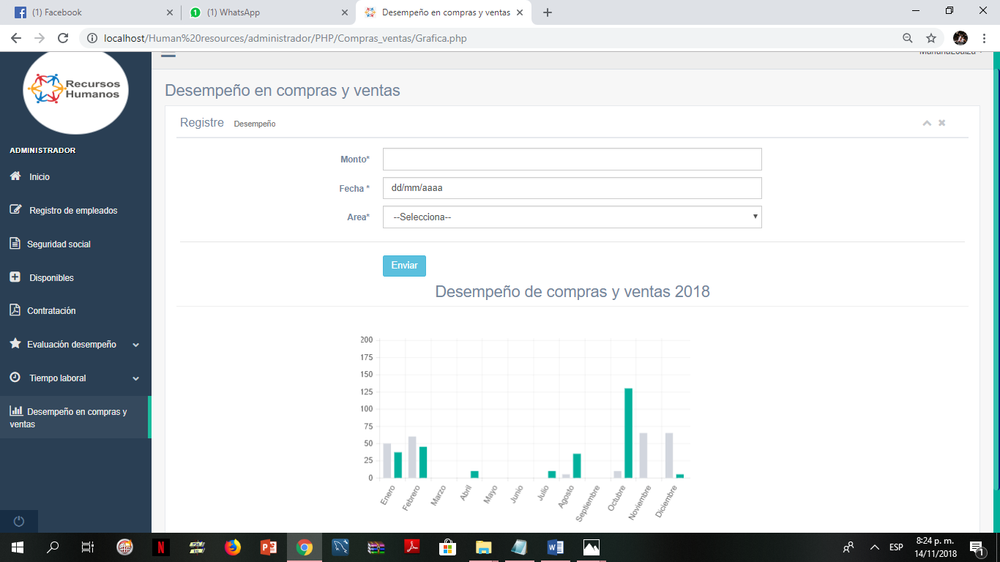 (1) Facebook
(1) WhatsApp
Desempeño en compras y ventas
localhost/Human%20resources/administrador/PHP/Compras_ventas/Grafica.php
Recursos
Humanos
ADMINISTRADOR
Inicio
Registro de empleados
Seguridad social
Disponibles
Contratación
Evaluación desempeño
Tiempo laboral
Desempeño en compras y
ventas
Desempeño en compras y ventas
Registre Desempeño
Monto*
Fecha * dd/mm/aaaa
Area* --Selecciona--
Enviar
Desempeño de compras y ventas 2018
200
175
150
125
100
75
50
25
0
Enero
Febrero
Marzo
Abril
Mayo
Junio
Julio
Agosto
Septiembre
Octubre
Noviembre
Diciembre
ESP
8:24 p. m.
14/11/2018
1